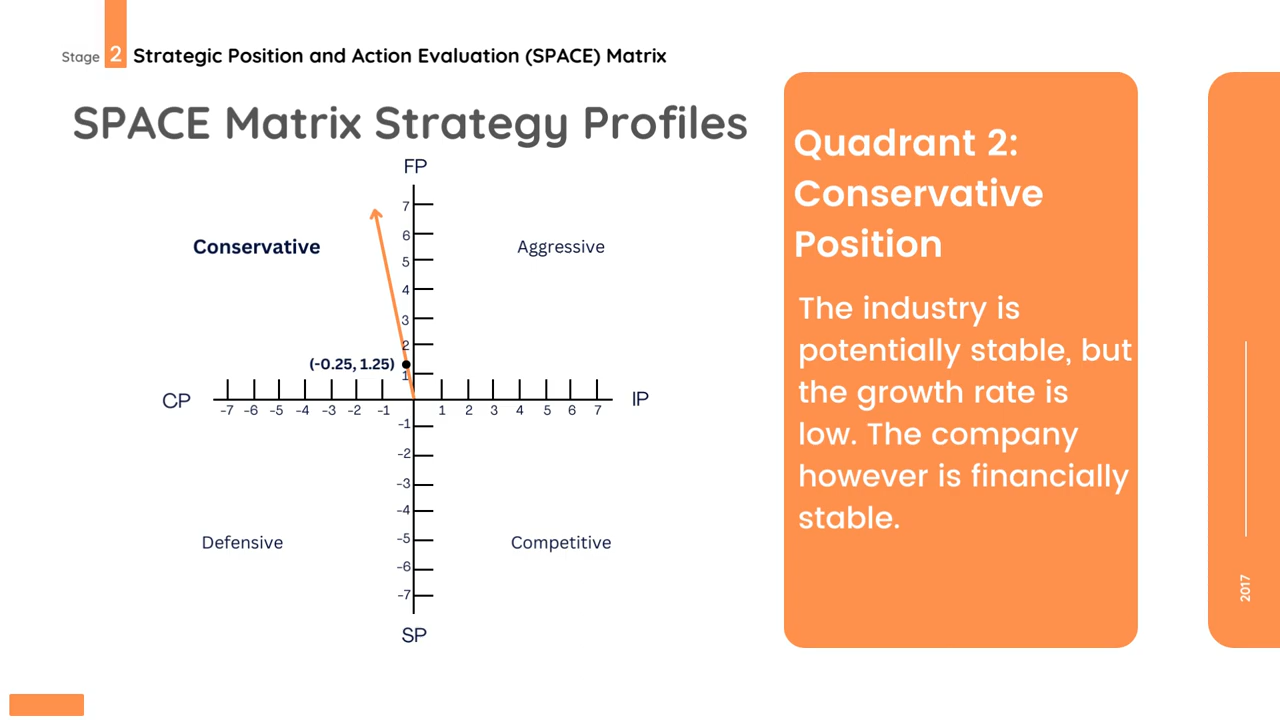 Stage 2 Strategic Position and Action Evaluation (SPACE) Matrix
SPACE Matrix Strategy Profiles
FP
7
6
5
4
3
2
1
Conservative
Aggressive
(-0.25, 1.25)
CP
IP
-7 -6 -5 -4 -3 -2 -1 1 2 3 4 5 6 7
-1
-2
-3
-4
-5
-6
-7
Defensive
Competitive
SP
Quadrant 2:
Conservative
Position
The industry is
potentially stable, but
the growth rate is
low. The company
however is financially
stable.
2017